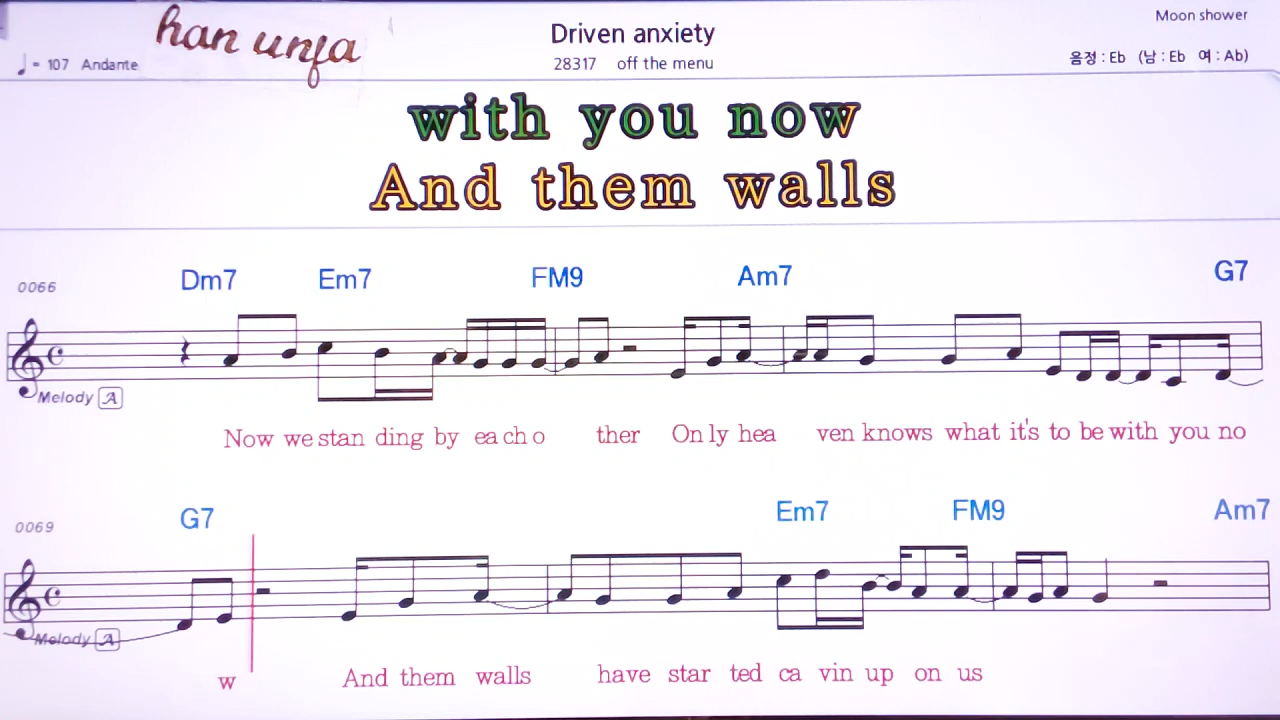 han unfa
Moon shower
Driven anxiety
= 107 Andante
28317 off the menu
음정 : Eb (남 : Eb 여 : Ab)
with you now
And them walls
0066 Dm7 Em7 FM9 Am7 G7
Melody A
Now we stan ding by ea ch o ther On ly hea ven knows what it's to be with you no
0069 G7 Em7 FM9 Am7
Melody A
w And them walls have star ted ca vin up on us